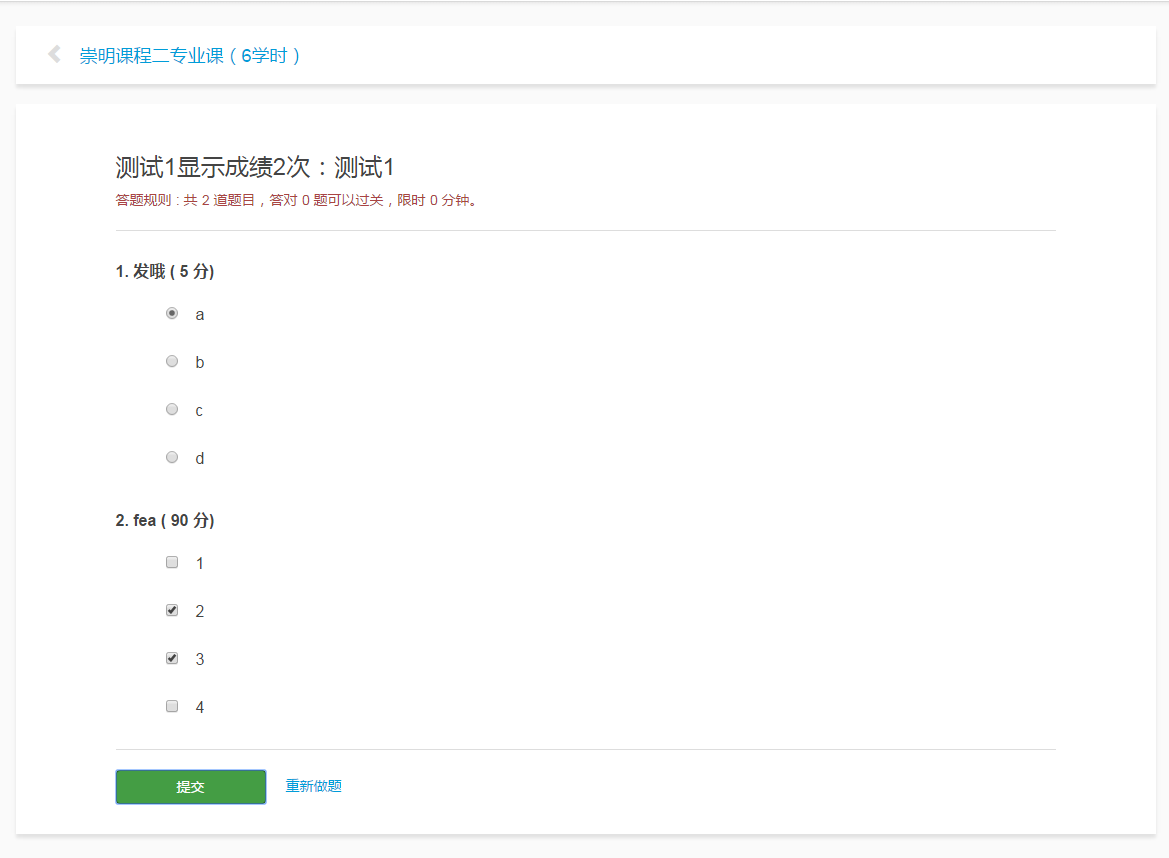 崇明课程二专业课（6学时）
测试1显示成绩2次：测试1
答题规则：共 2 道题目，答对 0 题可以过关，限时 0 分钟。
1. 发哦 ( 5 分)
a
b
c
d
2. fea ( 90 分)
1
2
3
4
提交 重新做题